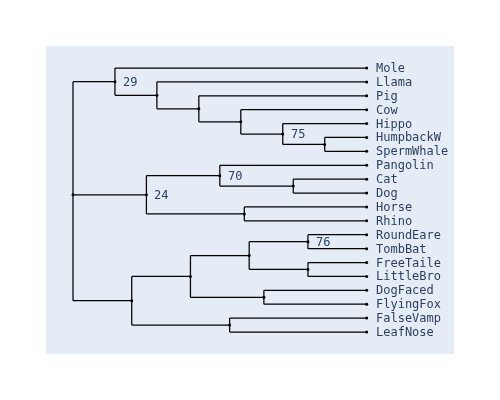 Mole
29
Llama
Pig
Cow
Hippo
75
HumpbackW
SpermWhale
Pangolin
70
Cat
Dog
24
Horse
Rhino
RoundEare
76
TombBat
FreeTaile
LittleBro
DogFaced
FlyingFox
FalseVamp
LeafNose